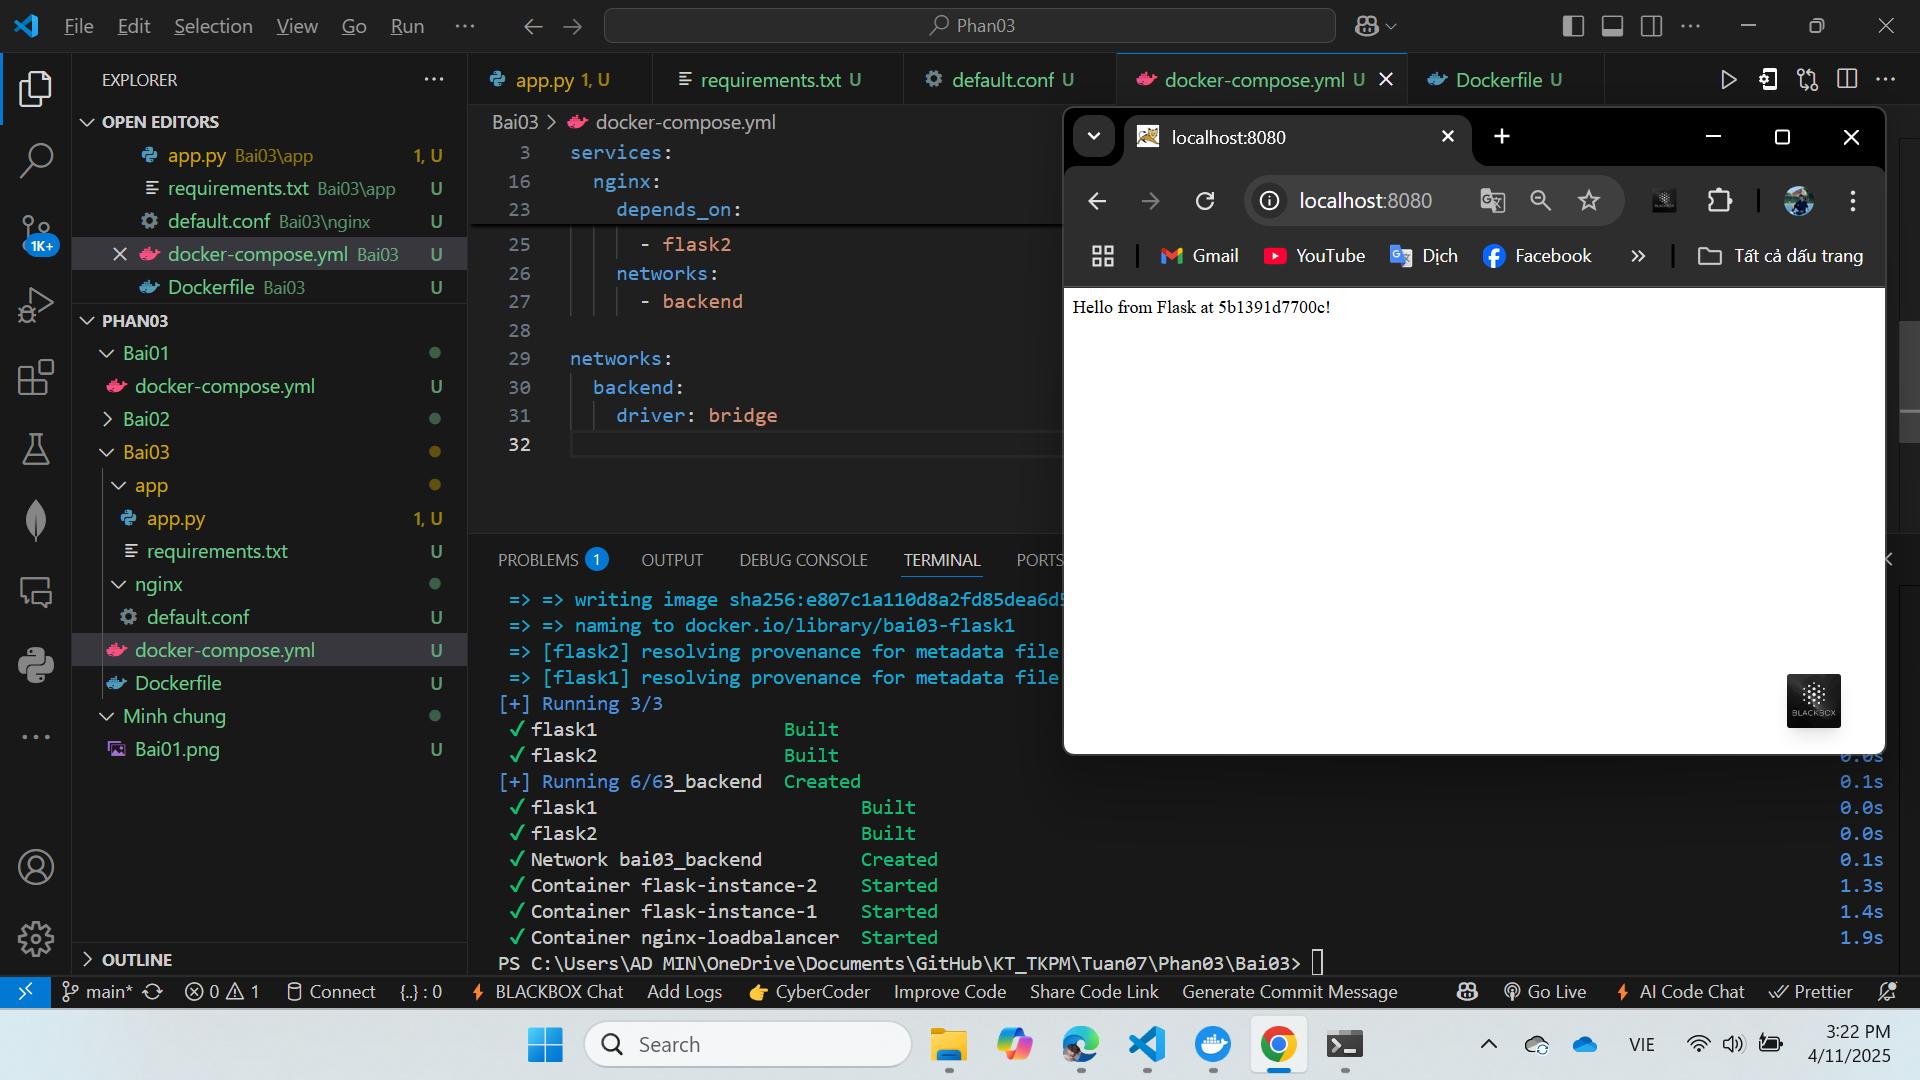 File Edit Selection View Go Run ··· Phan03
EXPLORER
OPEN EDITORS
app.py Bai03\app 1, U
requirements.txt Bai03\app U
default.conf Bai03\nginx U
docker-compose.yml Bai03 U
Dockerfile Bai03 U
PHAN03
Bai01
docker-compose.yml U
Bai02
Bai03
app
app.py 1, U
requirements.txt U
nginx
default.conf U
docker-compose.yml U
Dockerfile U
Minh chung
Bai01.png U
OUTLINE
1K+
app.py 1, U requirements.txt U default.conf U docker-compose.yml U Dockerfile U
Bai03 > docker-compose.yml
3 services:
16 nginx:
23 depends_on:
25 - flask2
26 networks:
27 - backend
28
29 networks:
30 backend:
31 driver: bridge
32
localhost:8080
localhost:8080
Gmail YouTube Dịch Facebook » Tất cả dấu trang
Hello from Flask at 5b1391d7700c!
BLACKBOX
PROBLEMS 1 OUTPUT DEBUG CONSOLE TERMINAL PORTS
=> => writing image sha256:e807c1a110d8a2fd85dea6d5
=> => naming to docker.io/library/bai03-flask1
=> [flask2] resolving provenance for metadata file
=> [flask1] resolving provenance for metadata file
[+] Running 3/3
✓ flask1 Built
✓ flask2 Built 0.0s
[+] Running 6/63_backend Created 0.1s
✓ flask1 Built 0.0s
✓ flask2 Built 0.0s
✓ Network bai03_backend Created 0.1s
✓ Container flask-instance-2 Started 1.3s
✓ Container flask-instance-1 Started 1.4s
✓ Container nginx-loadbalancer Started 1.9s
PS C:\Users\AD MIN\OneDrive\Documents\GitHub\KT_TKPM\Tuan07\Phan03\Bai03>
main* 0 1 Connect {..} : 0 BLACKBOX Chat Add Logs CyberCoder Improve Code Share Code Link Generate Commit Message Go Live AI Code Chat Prettier
Search VIE 3:22 PM
4/11/2025